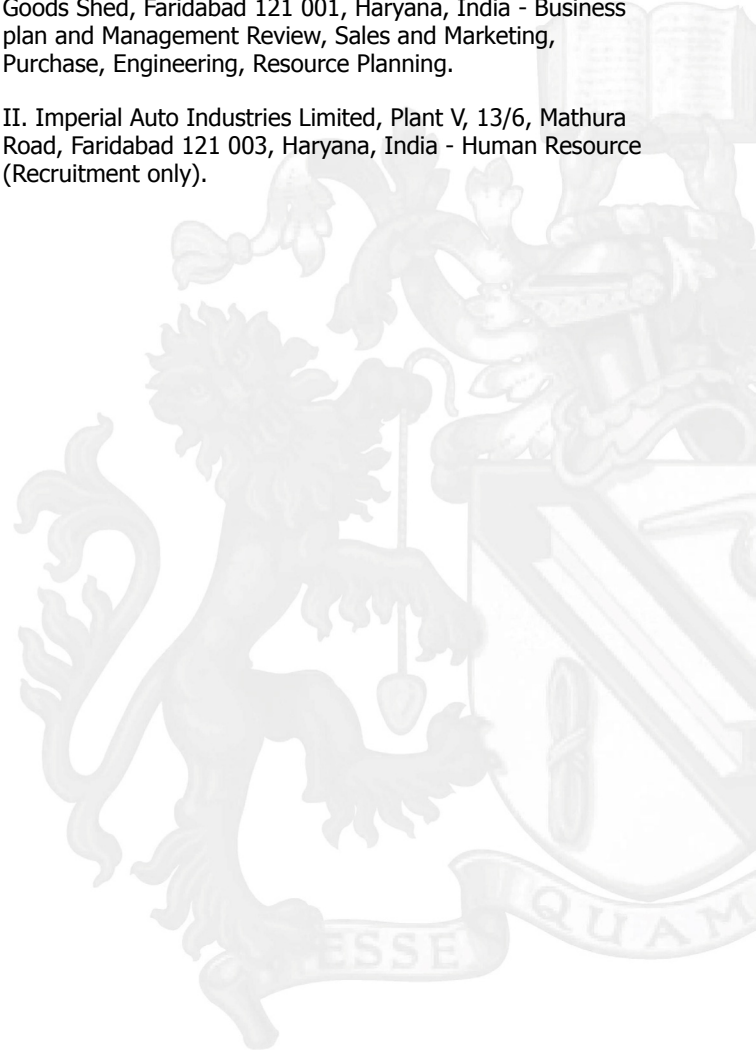 Goods Shed, Faridabad 121 001, Haryana, India - Business
plan and Management Review, Sales and Marketing,
Purchase, Engineering, Resource Planning.
II. Imperial Auto Industries Limited, Plant V, 13/6, Mathura
Road, Faridabad 121 003, Haryana, India - Human Resource
(Recruitment only).
ESSE
QUAM